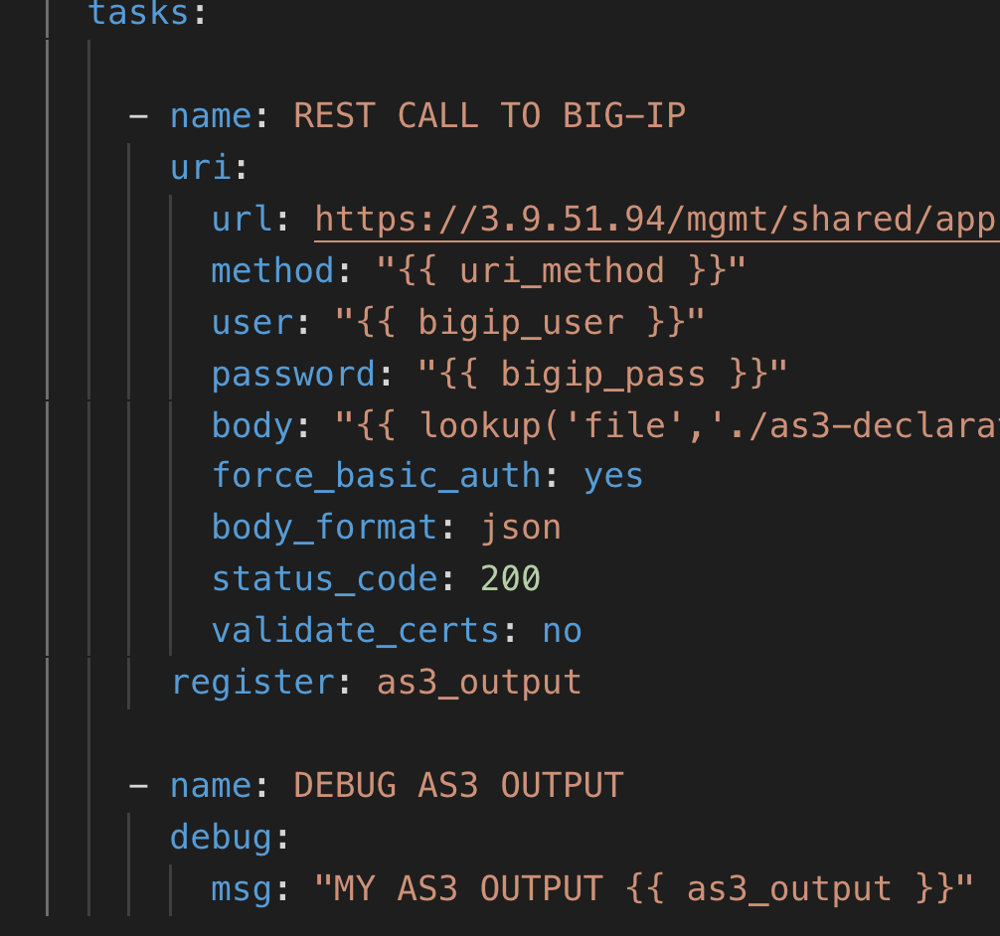 tasks:
- name: REST CALL TO BIG-IP
uri:
url: https://3.9.51.94/mgmt/shared/app
method: "{{ uri_method }}"
user: "{{ bigip_user }}"
password: "{{ bigip_pass }}"
body: "{{ lookup('file','./as3-declara
force_basic_auth: yes
body_format: json
status_code: 200
validate_certs: no
register: as3_output
- name: DEBUG AS3 OUTPUT
debug:
msg: "MY AS3 OUTPUT {{ as3_output }}"